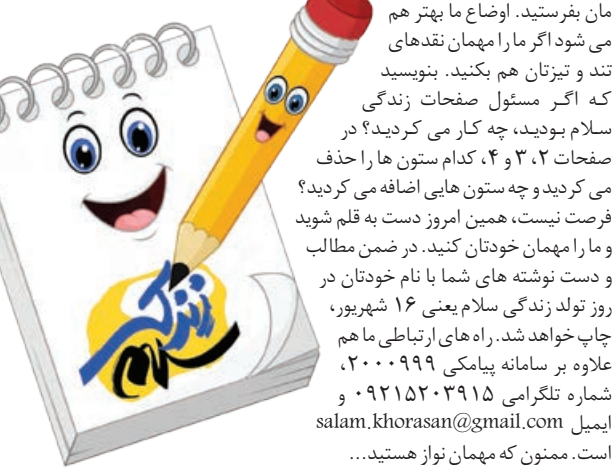 مان بفرستید. اوضاع ما بهتر هم
می شود اگر ما را مهمان نقدهای
تند و تیزتان هم بکنید. بنویسید
که اگر مسئول صفحات زندگی
سلام بودید، چه کار می کردید؟ در
صفحات ۲، ۳ و ۴، کدام ستون ها را حذف
می کردید و چه ستون هایی اضافه می کردید؟
فرصت نیست، همین امروز دست به قلم شوید
و ما را مهمان خودتان کنید. در ضمن مطالب
و دست نوشته های شما با نام خودتان در
روز تولد زندگی سلام یعنی ۱۶ شهریور،
چاپ خواهد شد. راه های ارتباطی ما هم
علاوه بر سامانه پیامکی ۲۰۰۰۹۹۹،
شماره تلگرامی ۰۹۲۱۵۲۰۳۹۱۵ و
ایمیل salam.khorasan@gmail.com
است. ممنون که مهمان نواز هستید...
زندگی
سلام